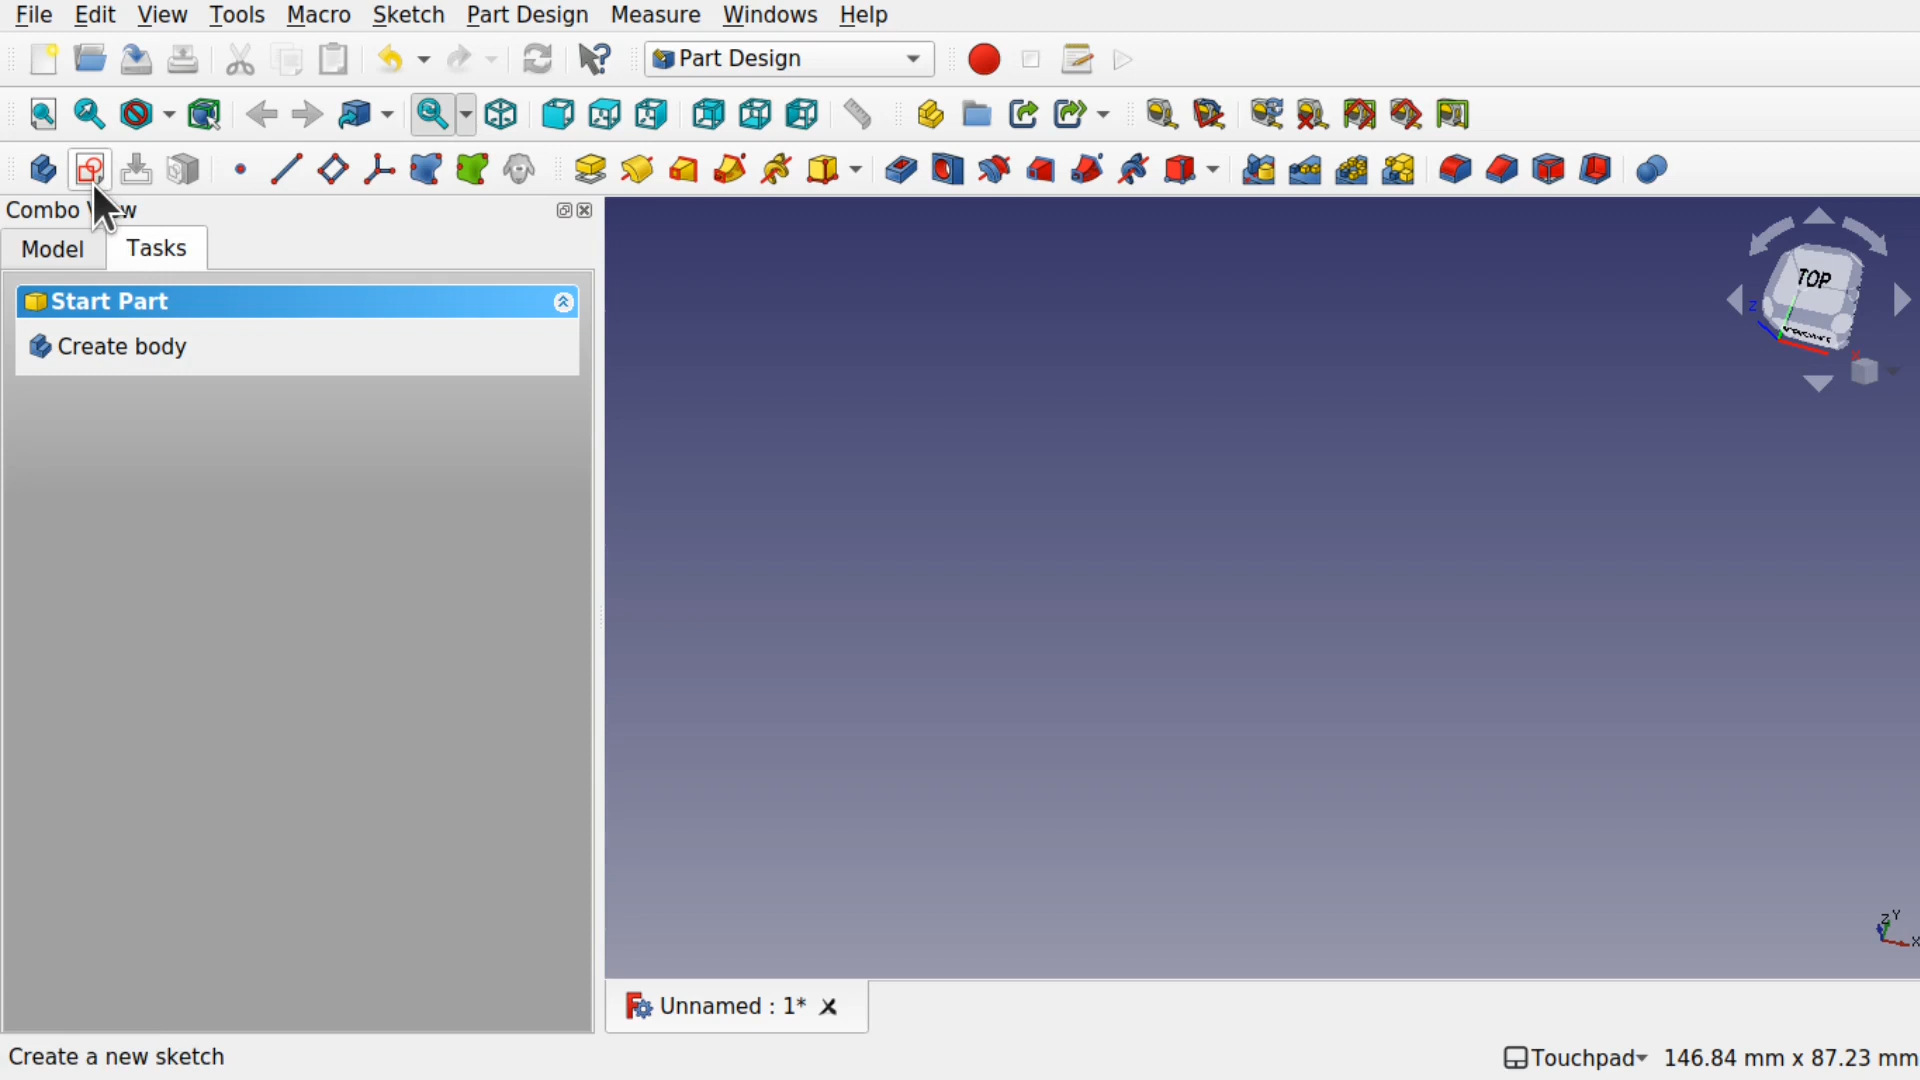 File Edit View Tools Macro Sketch Part Design Measure Windows Help
Part Design
Combo
Model Tasks
Start Part
Create body
TOP
Z
Z Y
X
Unnamed : 1*
Create a new sketch
Touchpad 146.84 mm x 87.23 mm